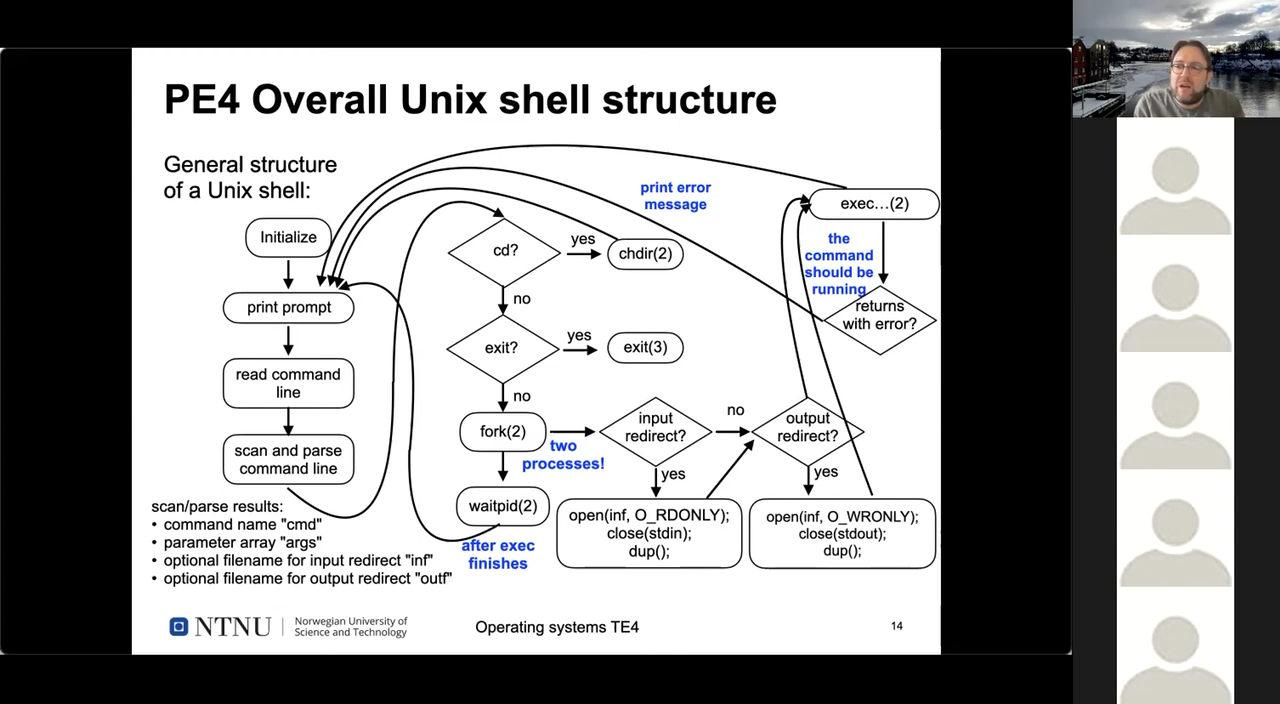 PE4 Overall Unix shell structure
General structure
of a Unix shell:
Initialize
print prompt
read command
line
scan and parse
command line
scan/parse results:
• command name "cmd"
• parameter array "args"
• optional filename for input redirect "inf"
• optional filename for output redirect "outf"
cd?
yes
chdir(2)
no
exit?
yes
exit(3)
no
fork(2)
two
processes!
waitpid(2)
after exec
finishes
input
redirect?
no
yes
open(inf, O_RDONLY);
close(stdin);
dup();
output
redirect?
yes
open(inf, O_WRONLY);
close(stdout);
dup();
print error
message
exec…(2)
the
command
should be
running
returns
with error?
NTNU
Norwegian University of
Science and Technology
Operating systems TE4
14